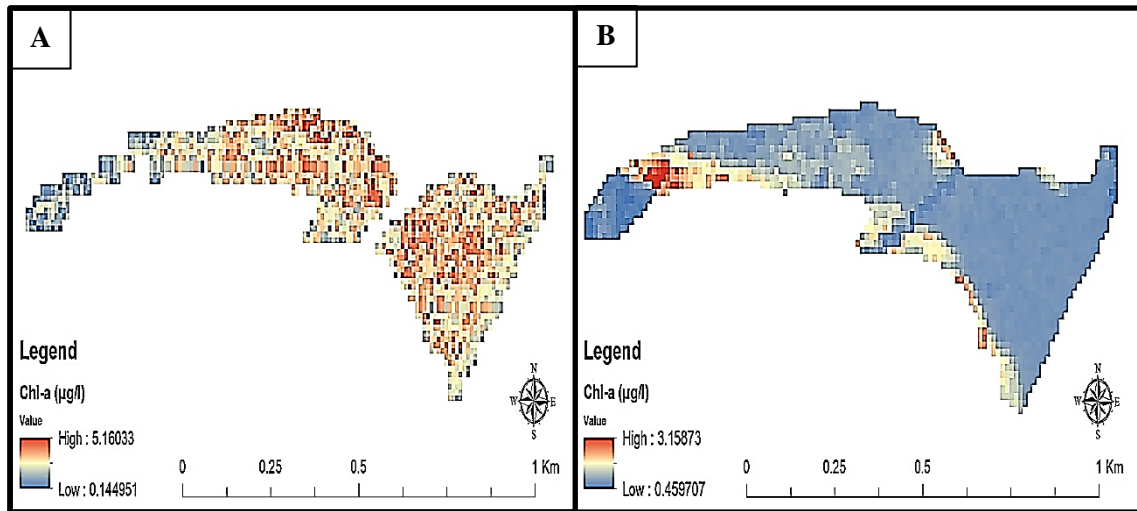 A
Legend
Chl-a (µg/l)
Value
High : 5.16033
Low : 0.144951
N
W E
S
0 0.25 0.5 1 Km
B
Legend
Chl-a (µg/l)
Value
High : 3.15873
Low : 0.459707
N
W E
S
0 0.25 0.5 1 Km